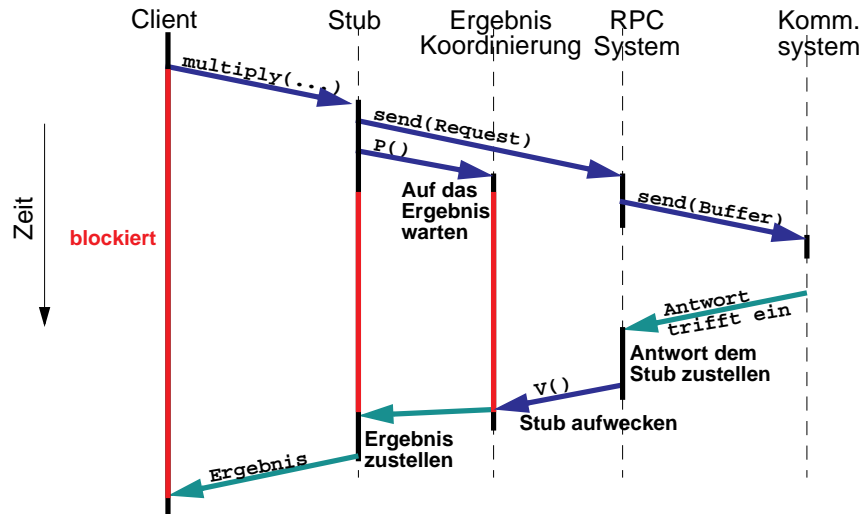 Client
Stub
Ergebnis
Koordinierung
RPC
System
Komm.
system
multiply(...)
send(Request)
P()
Auf das
Ergebnis
warten
send(Buffer)
Zeit
blockiert
Antwort
trifft ein
Antwort dem
Stub zustellen
V()
Stub aufwecken
Ergebnis
zustellen
Ergebnis